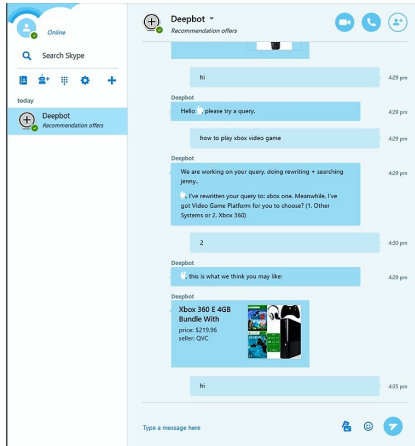 Online
Search Skype
today
Deepbot
Recommendation offers
Deepbot
Recommendation offers
hi
4:29 pm
Deepbot
Hello , please try a query.
4:29 pm
how to play xbox video game
4:29 pm
Deepbot
We are working on your query, doing rewriting + searching
jenny..
, I've rewritten your query to: xbox one. Meanwhile, I've
got Video Game Platform for you to choose? (1. Other
Systems or 2. Xbox 360)
4:29 pm
2
4:30 pm
Deepbot
, this is what we think you may like:
4:29 pm
Deepbot
Xbox 360 E 4GB
Bundle With
price: $219.96
seller: QVC
hi
4:35 pm
Type a message here